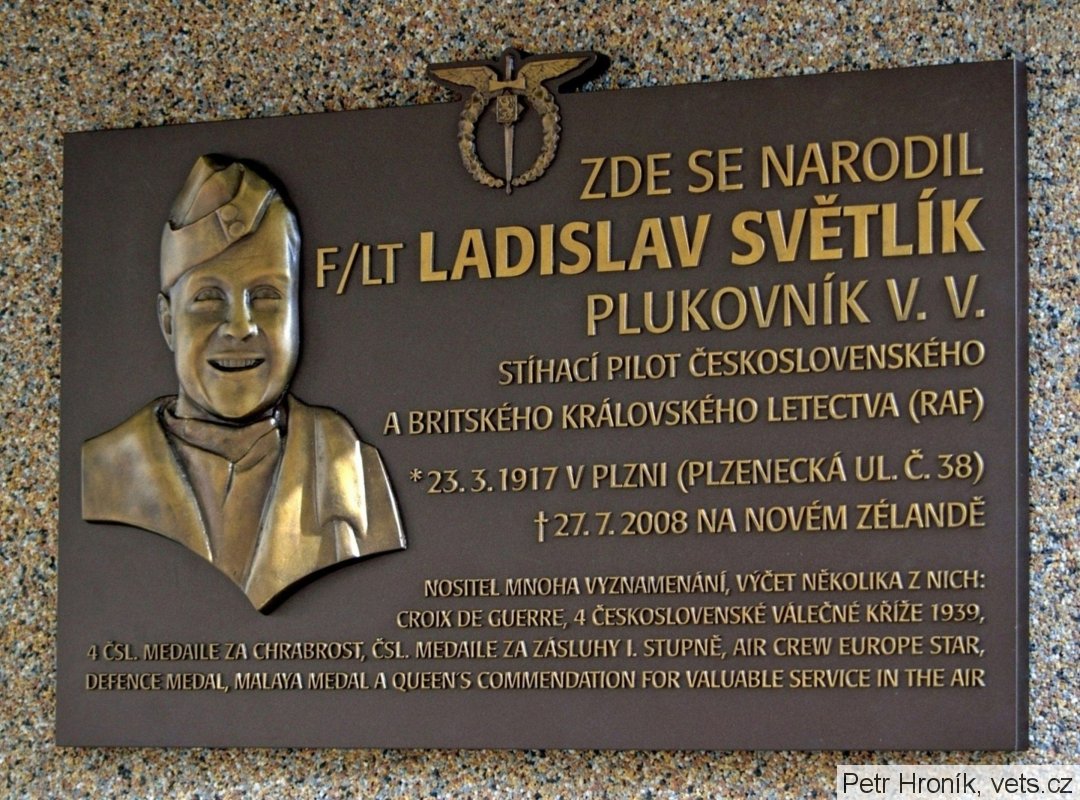 ZDE SE NARODIL
F/LT LADISLAV SVĚTLÍK
PLUKOVNÍK V. V.
STÍHACÍ PILOT ČESKOSLOVENSKÉHO
A BRITSKÉHO KRÁLOVSKÉHO LETECTVA (RAF)
*23. 3. 1917 V PLZNI (PLZENECKÁ UL. Č. 38)
†27. 7. 2008 NA NOVÉM ZÉLANDĚ
NOSITEL MNOHA VYZNAMENÁNÍ, VÝČET NĚKOLIKA Z NICH:
CROIX DE GUERRE, 4 ČESKOSLOVENSKÉ VÁLEČNÉ KŘÍŽE 1939,
4 ČSL. MEDAILE ZA CHRABROST, ČSL. MEDAILE ZA ZÁSLUHY I. STUPNĚ, AIR CREW EUROPE STAR,
DEFENCE MEDAL, MALAYA MEDAL A QUEEN´S COMMENDATION FOR VALUABLE SERVICE IN THE AIR
Petr Hroník, vets.cz